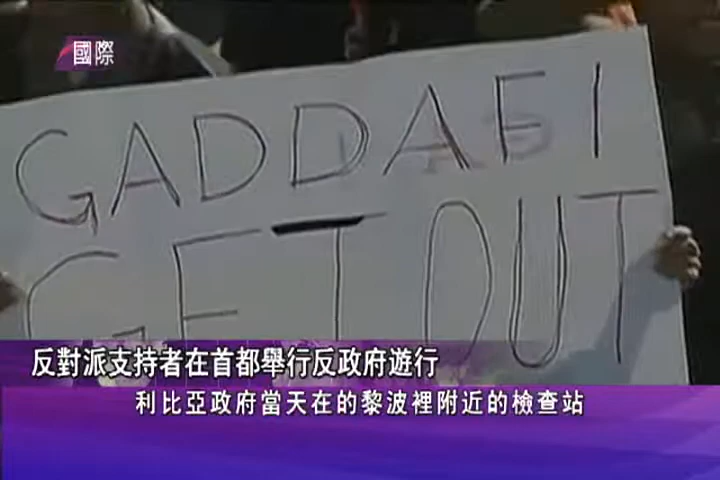 國際
GADDAFI
GET OUT
反對派支持者在首都舉行反政府遊行
利比亞政府當天在的黎波裡附近的檢查站